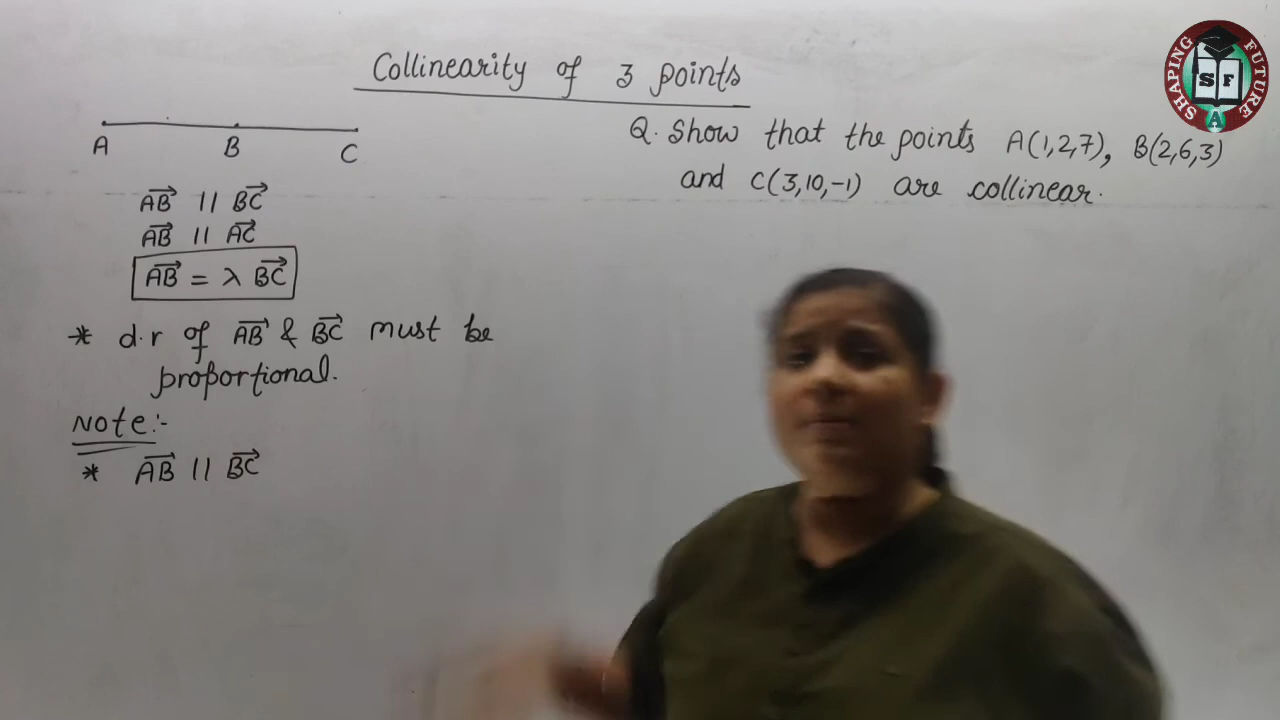 Collinearity of 3 points
A B C
AB || BC
AB || AC
AB = λ BC
* d.r of AB & BC must be
proportional.
Note:-
* AB || BC
Q. Show that the points A(1,2,7), B(2,6,3)
and C(3,10,-1) are collinear.
SHAPING FUTURE
S F
A